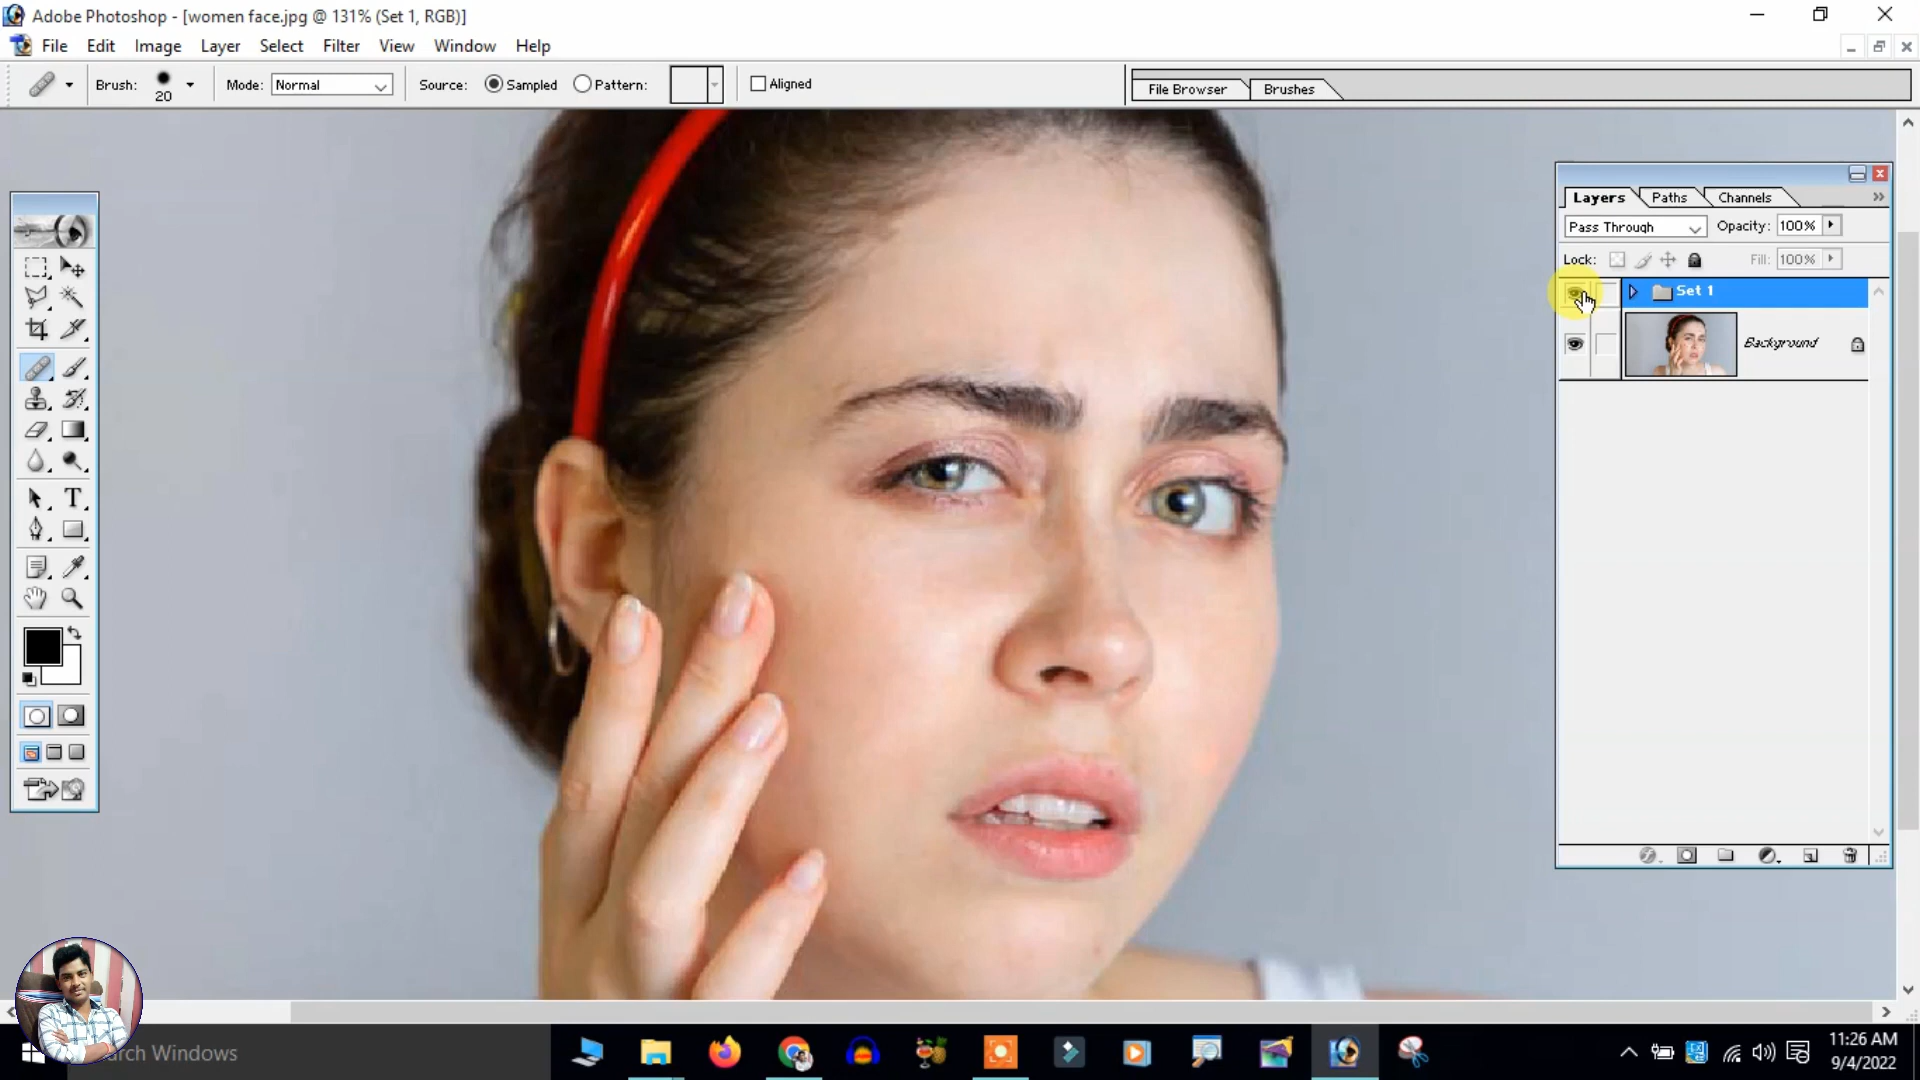 Adobe Photoshop - [women face.jpg @ 131% (Set 1, RGB)]
File Edit Image Layer Select Filter View Window Help
Brush: 20 Mode: Normal Source: Sampled Pattern: Aligned File Browser Brushes
Layers Paths Channels
Pass Through Opacity: 100%
Lock: Fill: 100%
Set 1
Background
T
arch Windows
11:26 AM
9/4/2022